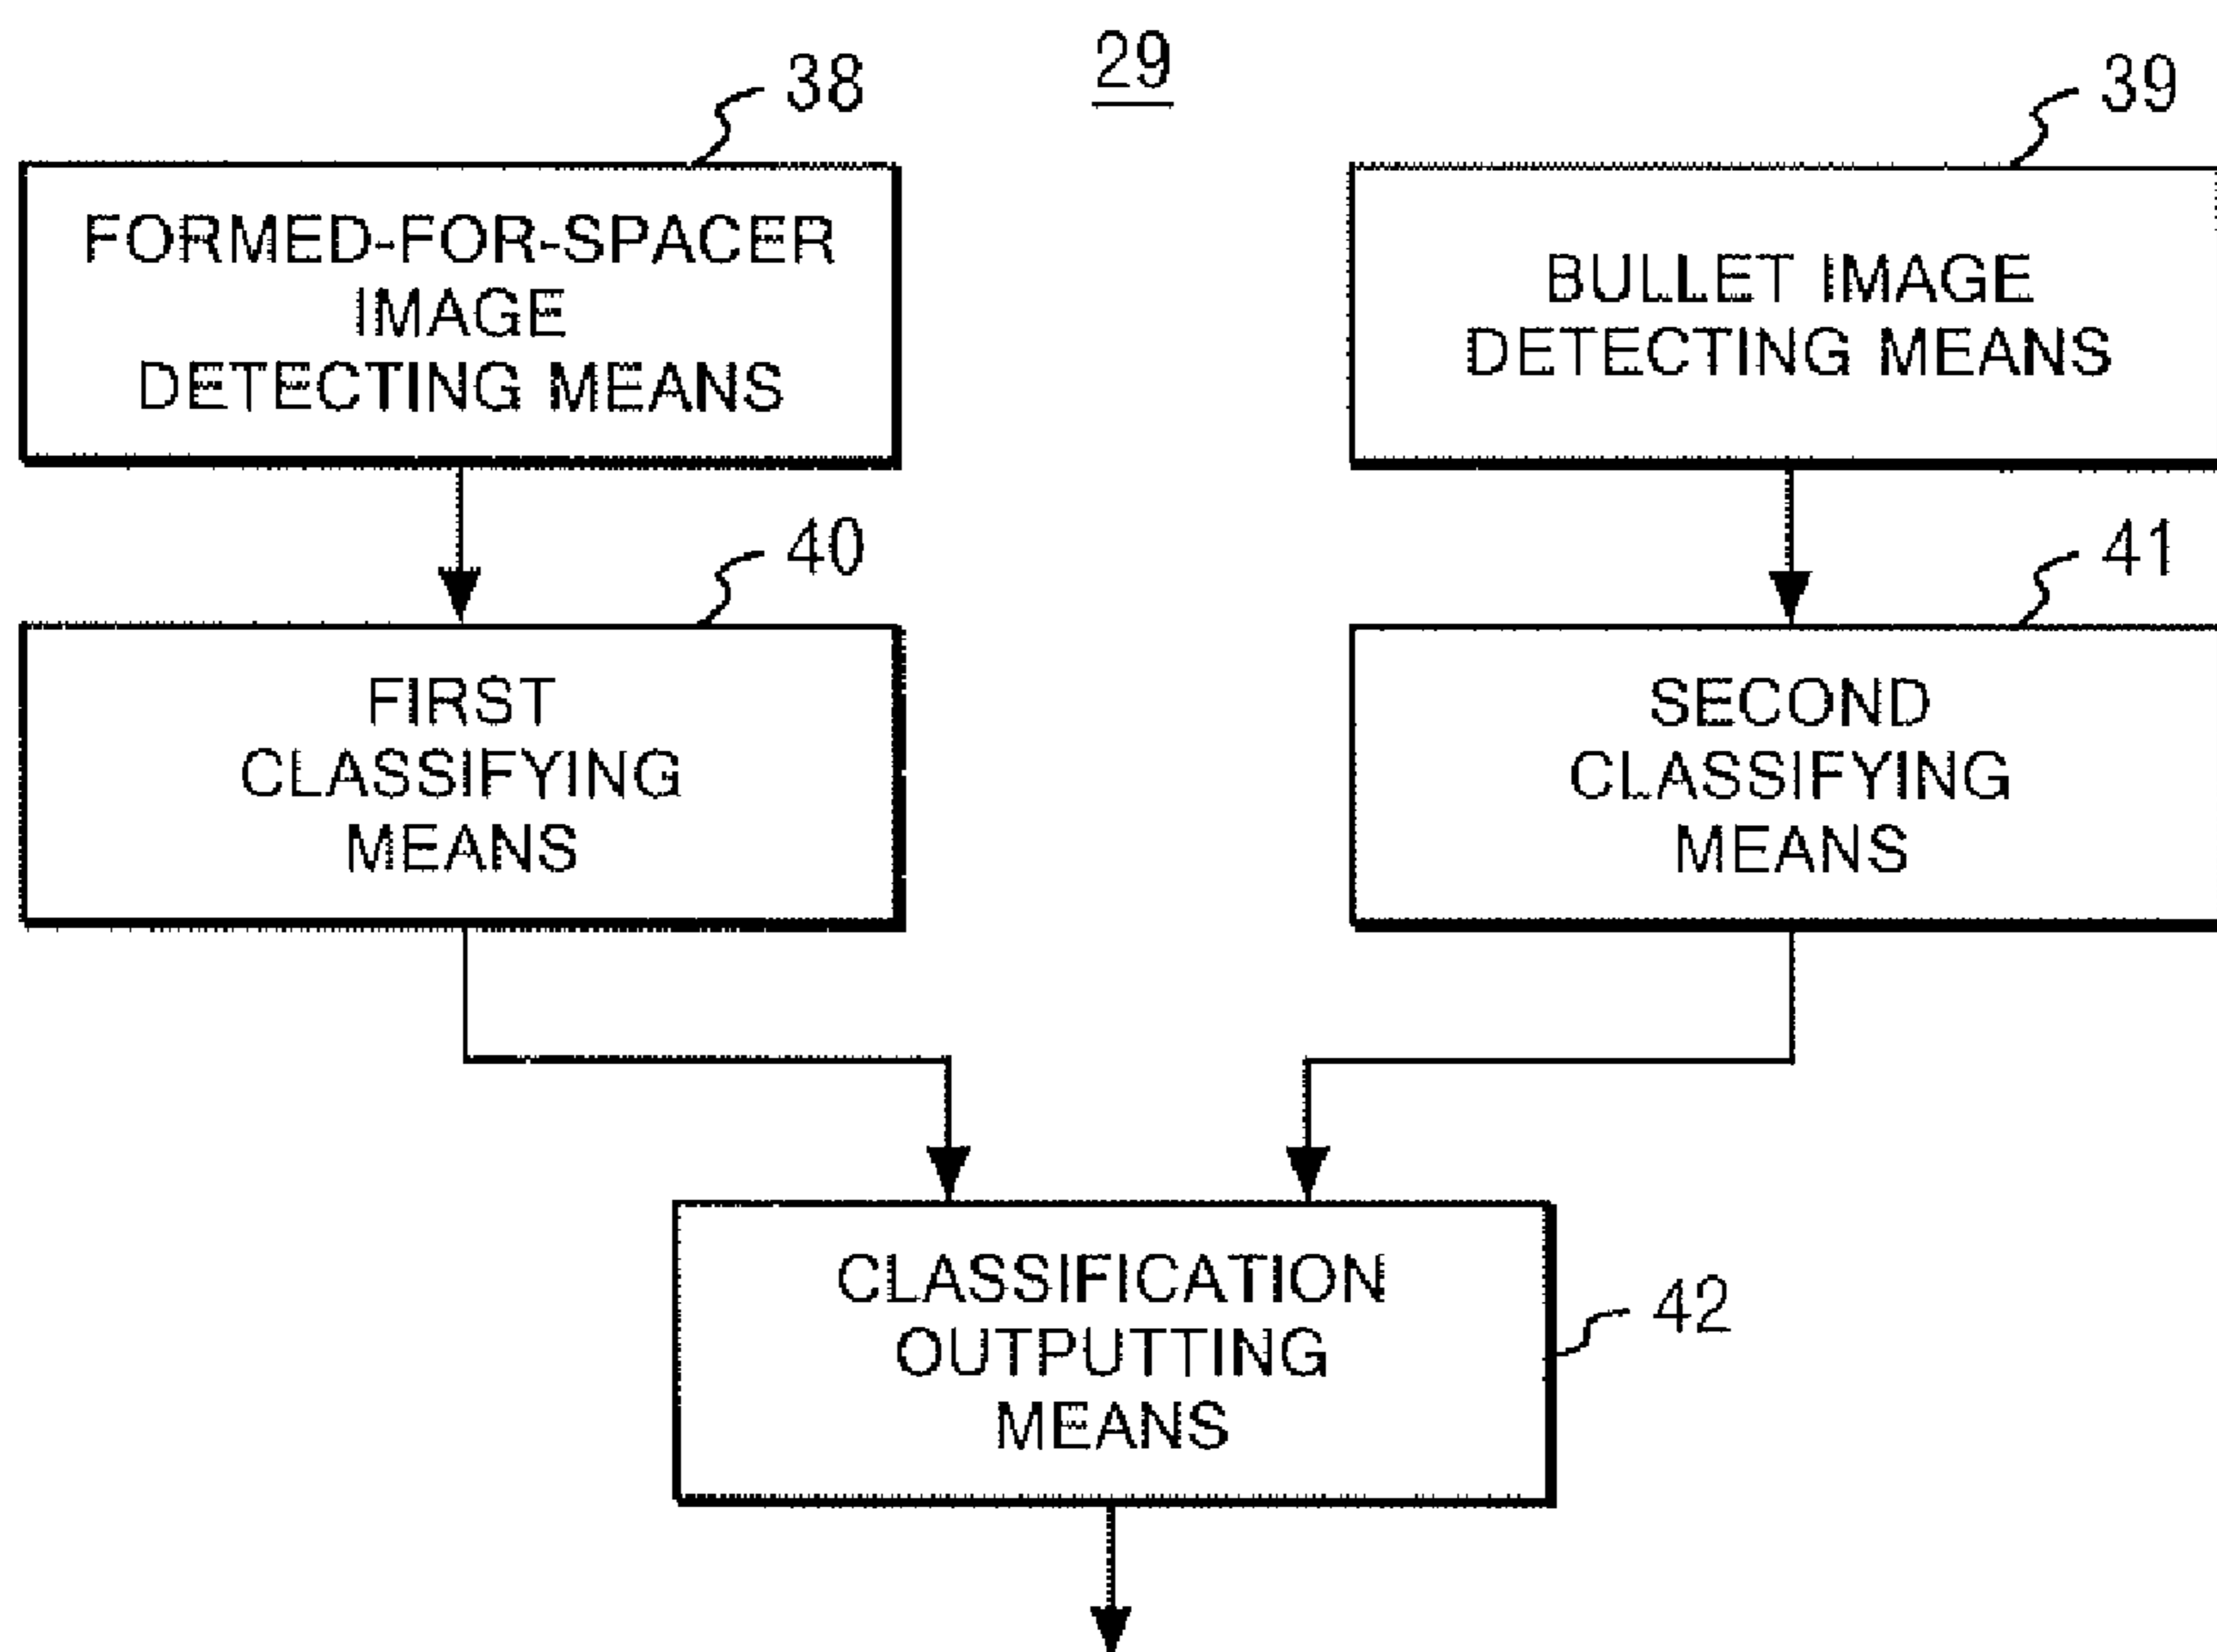 29
38
FORMED-FOR-SPACER
IMAGE
DETECTING MEANS
39
BULLET IMAGE
DETECTING MEANS
40
FIRST
CLASSIFYING
MEANS
41
SECOND
CLASSIFYING
MEANS
CLASSIFICATION
OUTPUTTING
MEANS
42